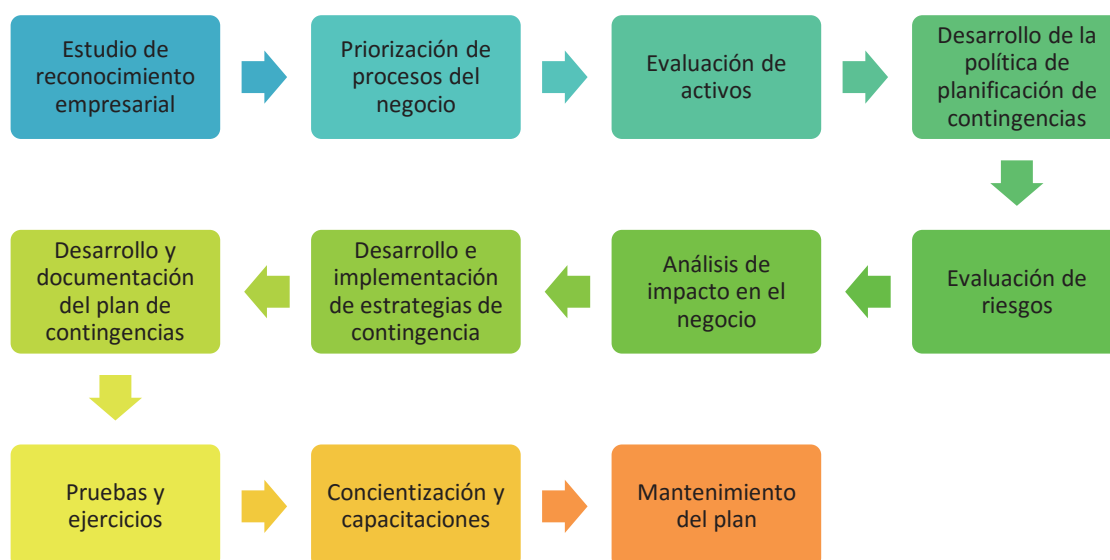 Estudio de
reconocimiento
empresarial
Priorización de
procesos del
negocio
Evaluación de
activos
Desarrollo de la
política de
planificación de
contingencias
Evaluación de
riesgos
Análisis de
impacto en el
negocio
Desarrollo e
implementación
de estrategias de
contingencia
Desarrollo y
documentación
del plan de
contingencias
Pruebas y
ejercicios
Concientización y
capacitaciones
Mantenimiento
del plan